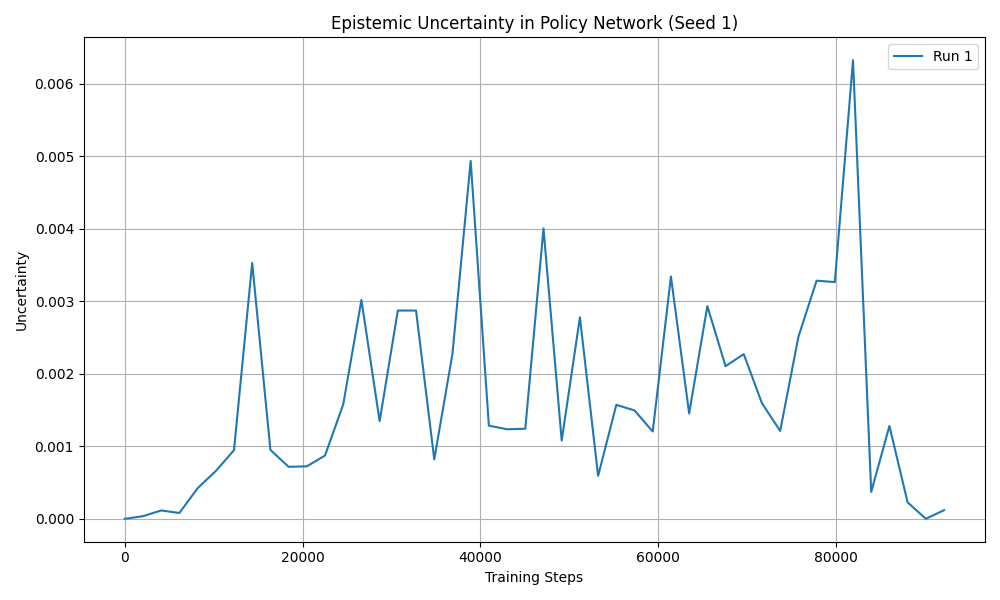 Epistemic Uncertainty in Policy Network (Seed 1)
Run 1
Uncertainty
0.006
0.005
0.004
0.003
0.002
0.001
0.000
0 20000 40000 60000 80000
Training Steps